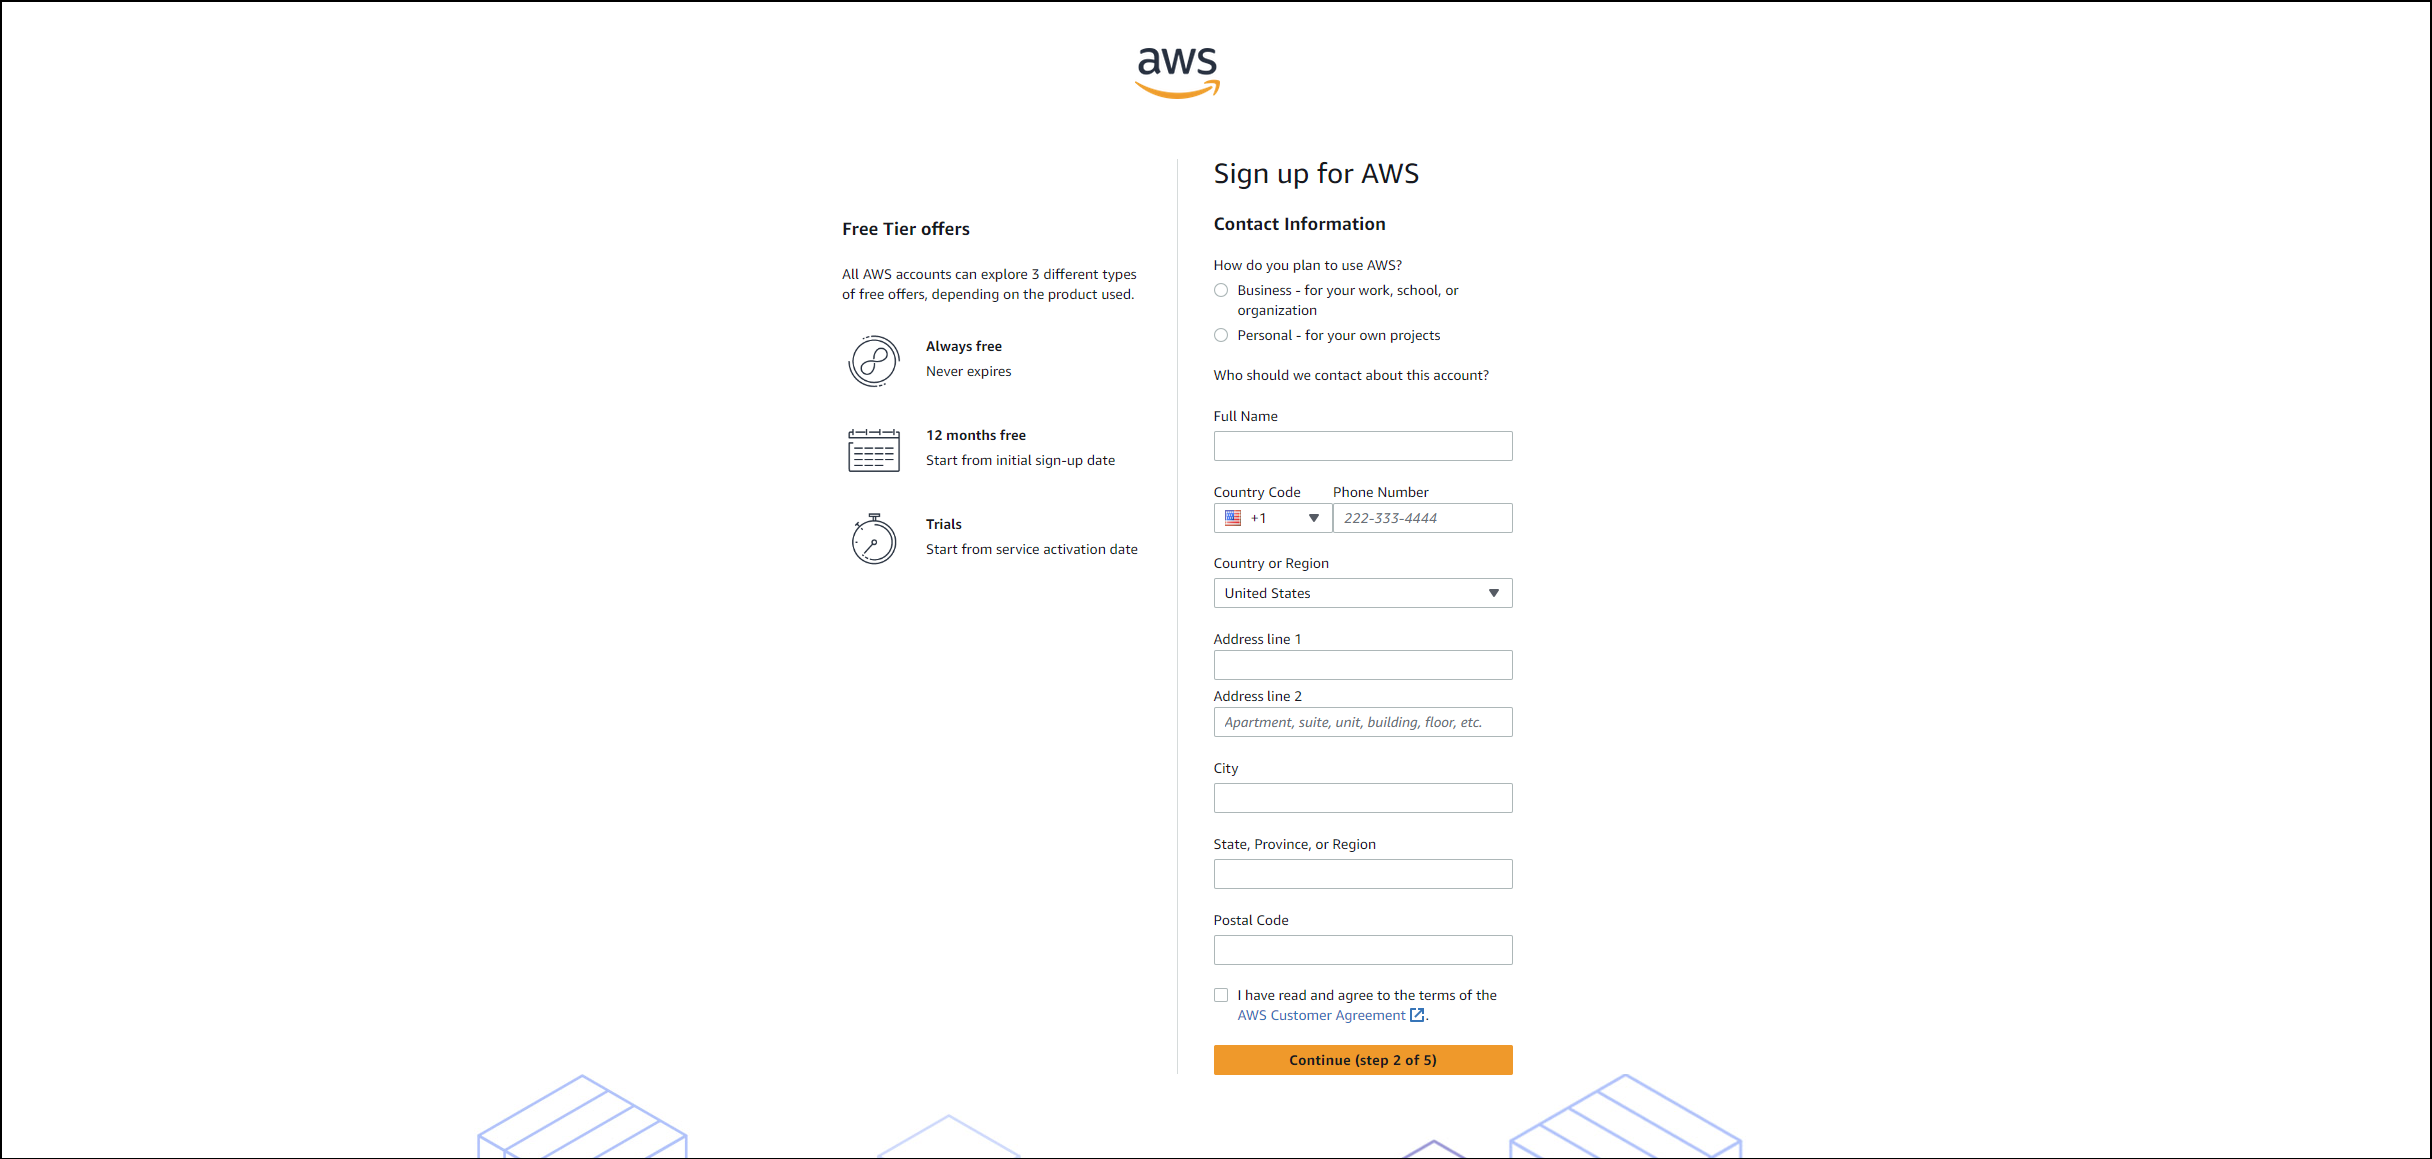 aws
Free Tier offers
All AWS accounts can explore 3 different types
of free offers, depending on the product used.
Always free
Never expires
12 months free
Start from initial sign-up date
Trials
Start from service activation date
Sign up for AWS
Contact Information
How do you plan to use AWS?
Business - for your work, school, or
organization
Personal - for your own projects
Who should we contact about this account?
Full Name
Country Code Phone Number
+1 222-333-4444
Country or Region
United States
Address line 1
Address line 2
Apartment, suite, unit, building, floor, etc.
City
State, Province, or Region
Postal Code
I have read and agree to the terms of the
AWS Customer Agreement .
Continue (step 2 of 5)